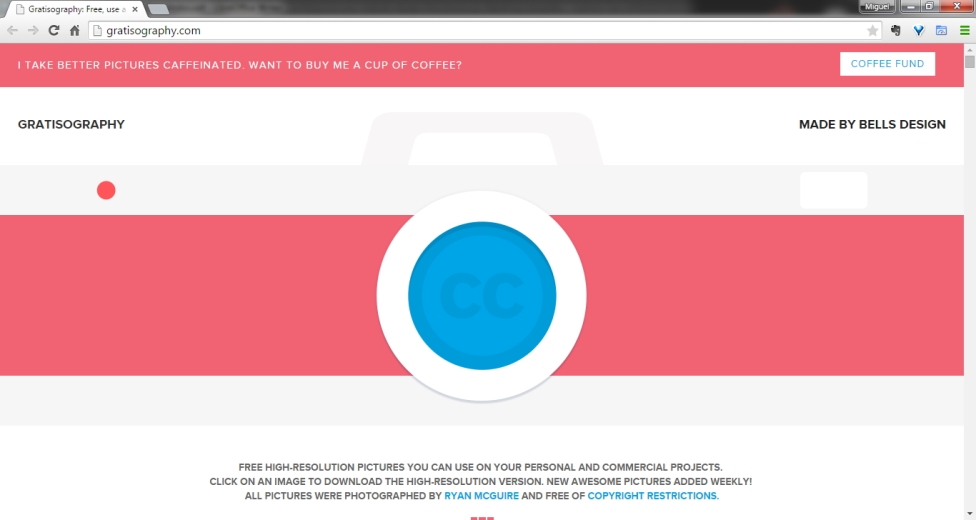 Gratisography: Free, use a
Miguel
gratisography.com
I TAKE BETTER PICTURES CAFFEINATED. WANT TO BUY ME A CUP OF COFFEE?
COFFEE FUND
GRATISOGRAPHY
MADE BY BELLS DESIGN
CC
FREE HIGH-RESOLUTION PICTURES YOU CAN USE ON YOUR PERSONAL AND COMMERCIAL PROJECTS.
CLICK ON AN IMAGE TO DOWNLOAD THE HIGH-RESOLUTION VERSION. NEW AWESOME PICTURES ADDED WEEKLY!
ALL PICTURES WERE PHOTOGRAPHED BY RYAN MCGUIRE AND FREE OF COPYRIGHT RESTRICTIONS.